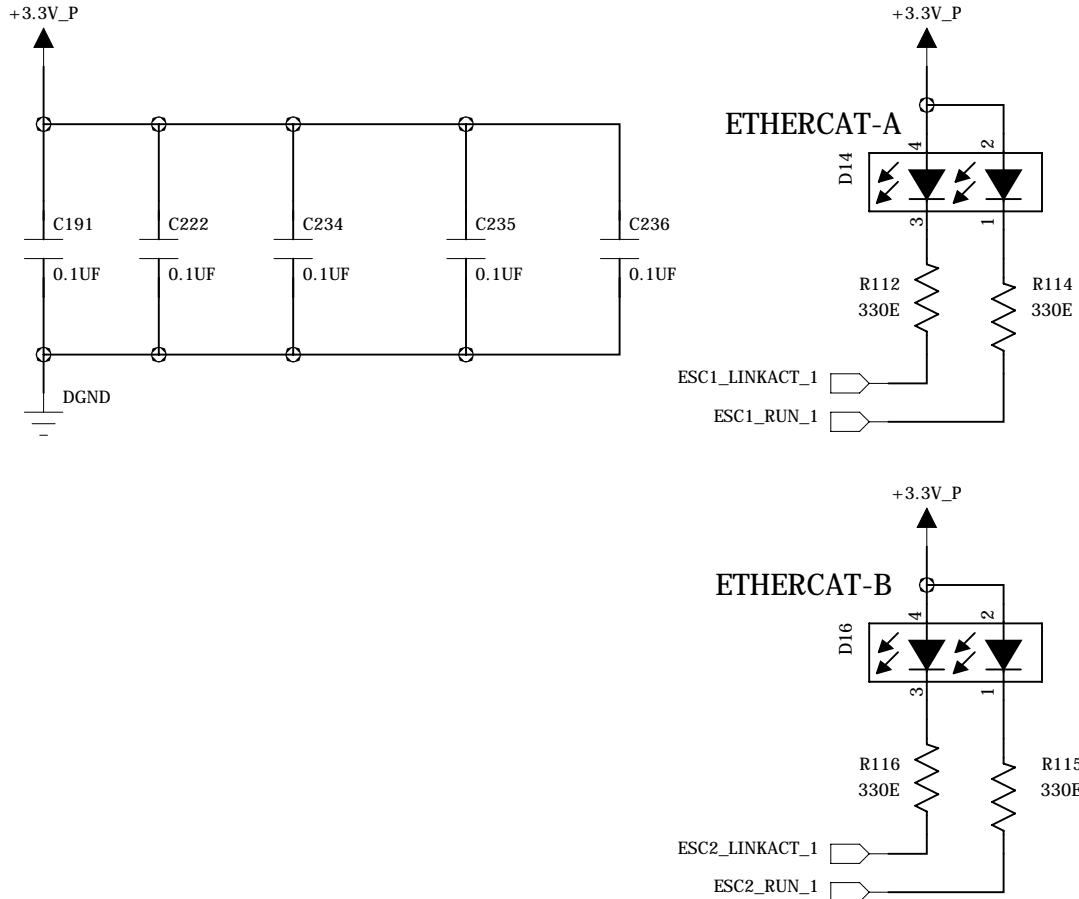 +3.3V_P
C191
0.1UF
C222
0.1UF
C234
0.1UF
C235
0.1UF
C236
0.1UF
DGND
+3.3V_P
ETHERCAT-A
D14
4
2
3
1
R112
330E
R114
330E
ESC1_LINKACT_1
ESC1_RUN_1
+3.3V_P
ETHERCAT-B
D16
4
2
3
1
R116
330E
R115
330E
ESC2_LINKACT_1
ESC2_RUN_1